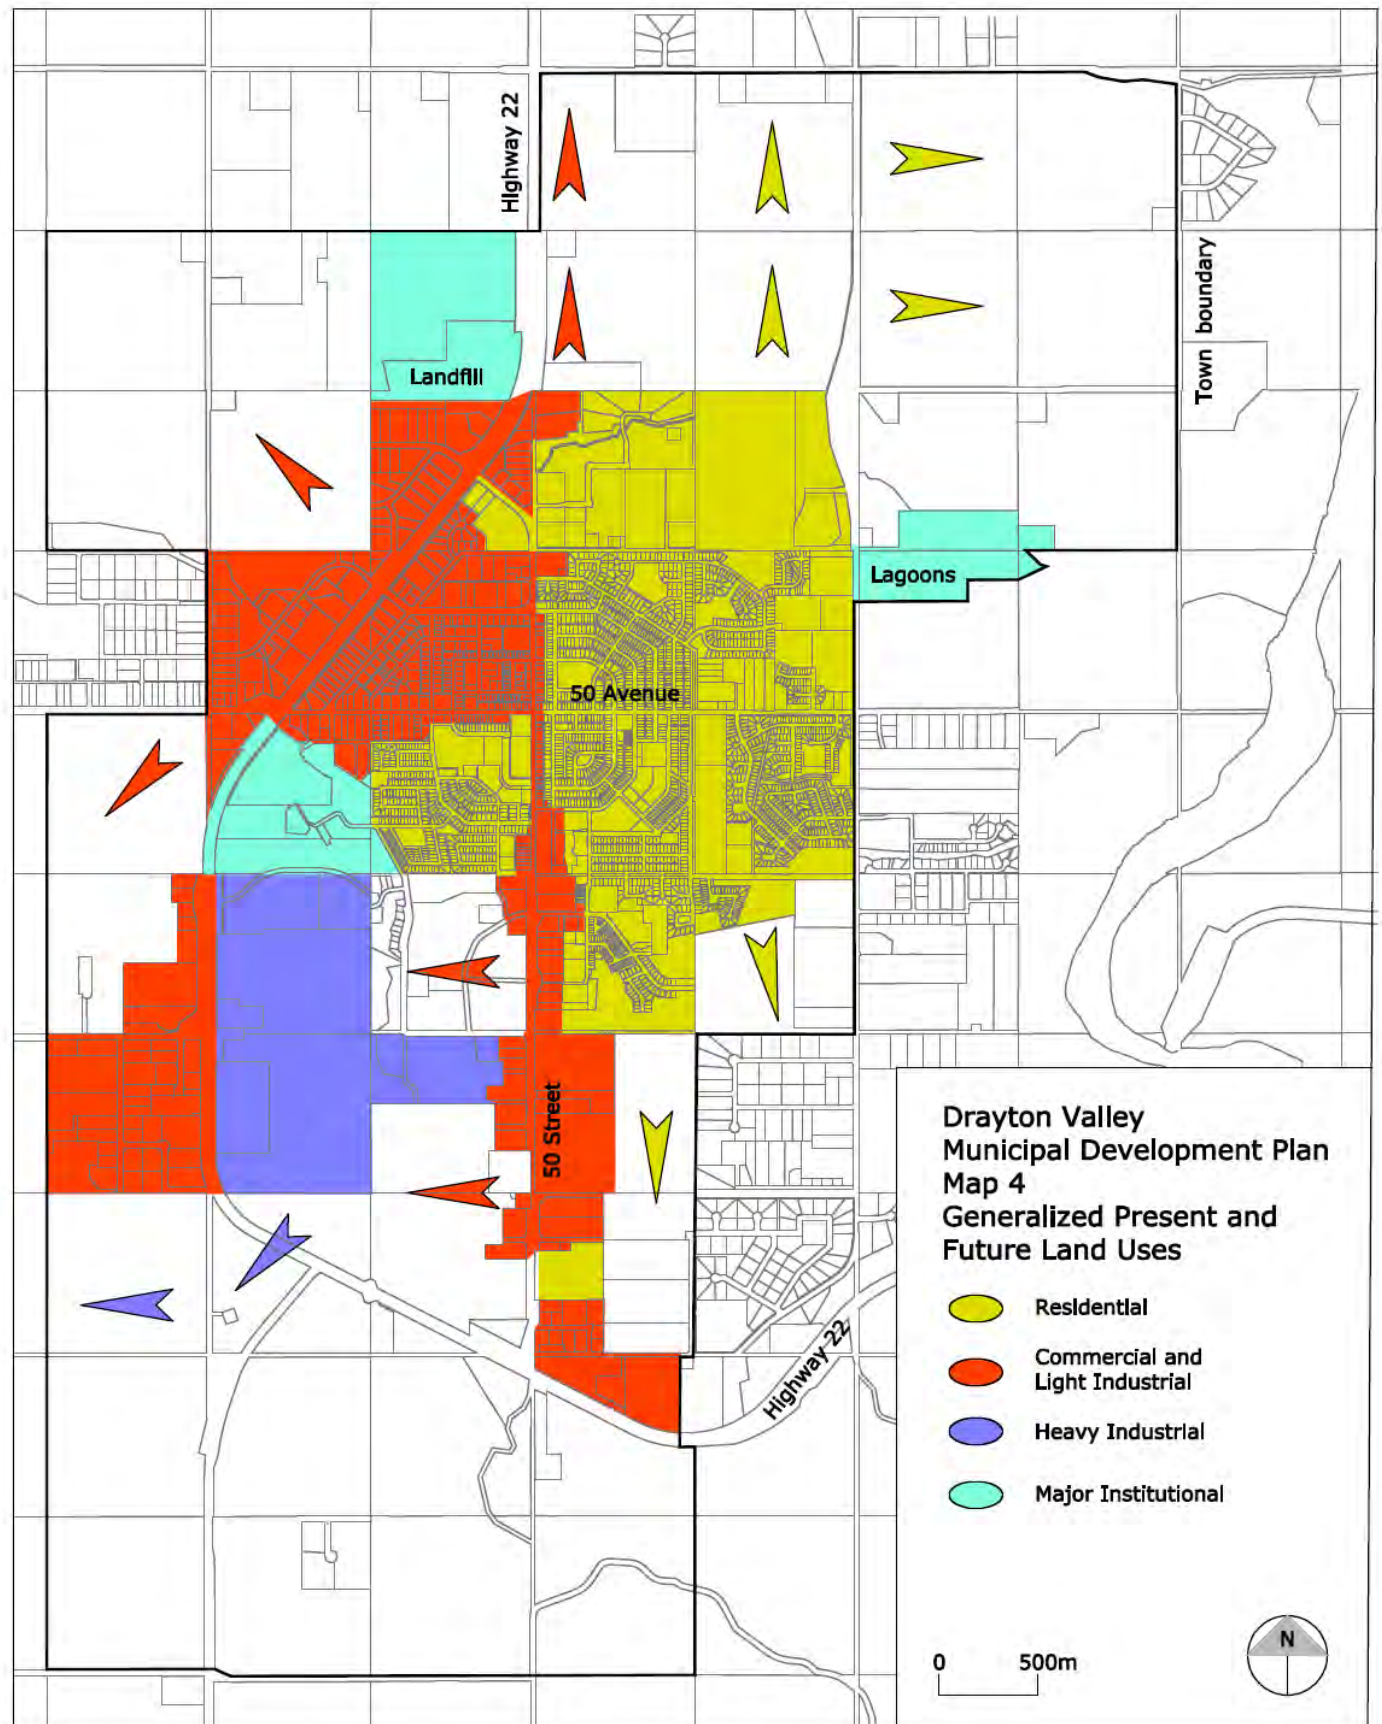 Highway 22
Town boundary
Landfill
Lagoons
50 Avenue
50 Street
Highway 22
Drayton Valley
Municipal Development Plan
Map 4
Generalized Present and
Future Land Uses
Residential
Commercial and
Light Industrial
Heavy Industrial
Major Institutional
0 500m
N